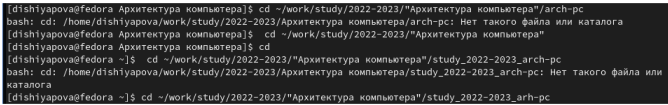 [dishiyapova@fedora Архитектура компьютера]$ cd ~/work/study/2022-2023/"Архитектура компьютера"/arch-pc
bash: cd: /home/dishiyapova/work/study/2022-2023/Архитектура компьютера/arch-pc: Нет такого файла или каталога
[dishiyapova@fedora Архитектура компьютера]$  cd ~/work/study/2022-2023/"Архитектура компьютера"
[dishiyapova@fedora Архитектура компьютера]$ cd
[dishiyapova@fedora ~]$  cd ~/work/study/2022-2023/"Архитектура компьютера"/study_2022-2023_arch-pc
bash: cd: /home/dishiyapova/work/study/2022-2023/Архитектура компьютера/study_2022-2023_arch-pc: Нет такого файла или
каталога
[dishiyapova@fedora ~]$ cd ~/work/study/2022-2023/"Архитектура компьютера"/study_2022-2023_arh-pc